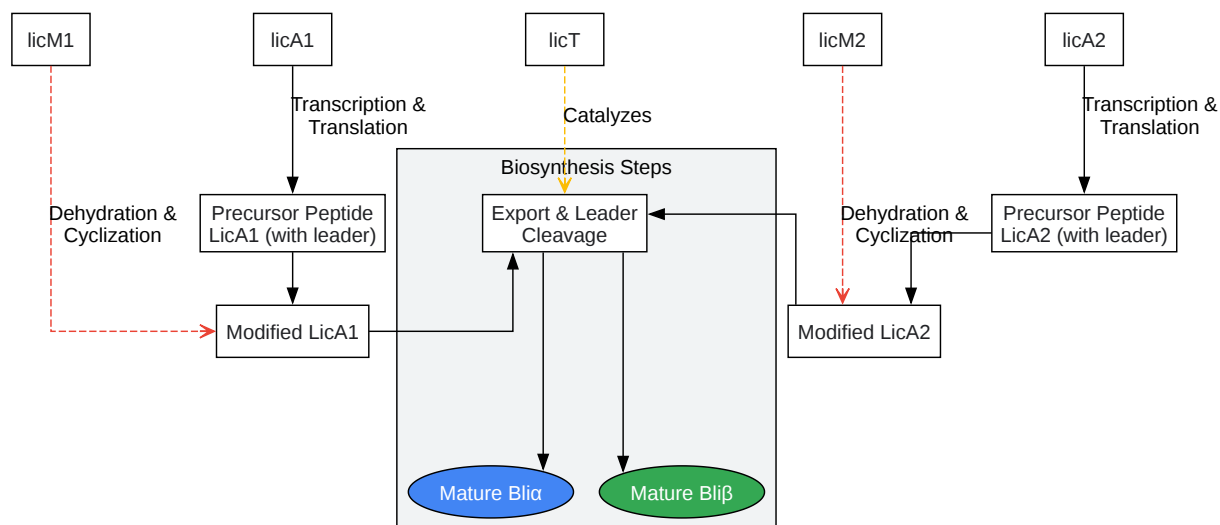 licM1
licA1
licT
licM2
licA2
Transcription &
Translation
Catalyzes
Transcription &
Translation
Biosynthesis Steps
Dehydration &
Cyclization
Precursor Peptide
LicA1 (with leader)
Export & Leader
Cleavage
Dehydration &
Cyclization
Precursor Peptide
LicA2 (with leader)
Modified LicA1
Modified LicA2
Mature Bliα
Mature Bliβ